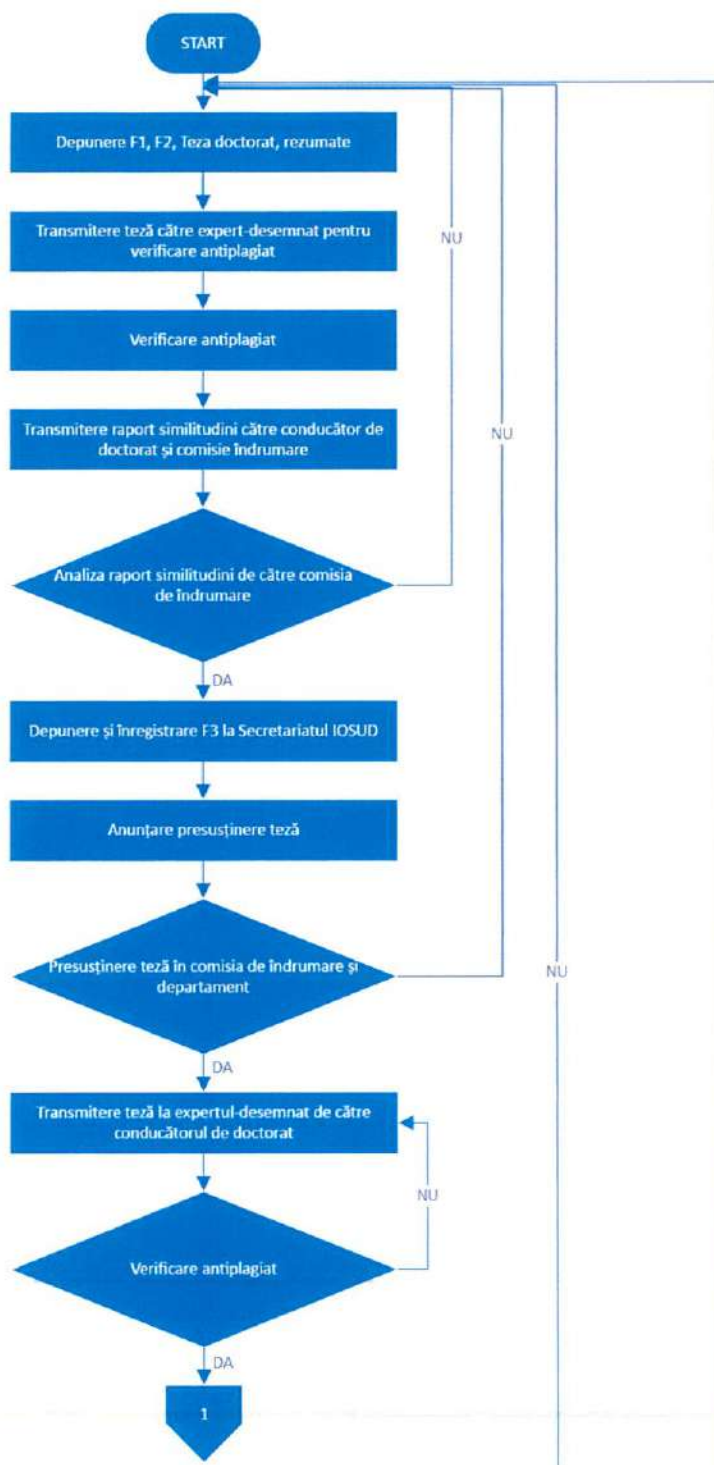 START
Depunere F1, F2, Teza doctorat, rezumate
Transmitere teză către expert-desemnat pentru
verificare antiplagiat
NU
Verificare antiplagiat
Transmitere raport similitudini către conducător de
doctorat și comisie îndrumare
NU
Analiza raport similitudini de către comisia
de îndrumare
DA
Depunere și înregistrare F3 la Secretariatul IOSUD
Anunțare presusținere teză
Presusținere teză în comisia de îndrumare și
departament
NU
DA
Transmitere teză la expertul-desemnat de către
conducătorul de doctorat
NU
Verificare antiplagiat
DA
1